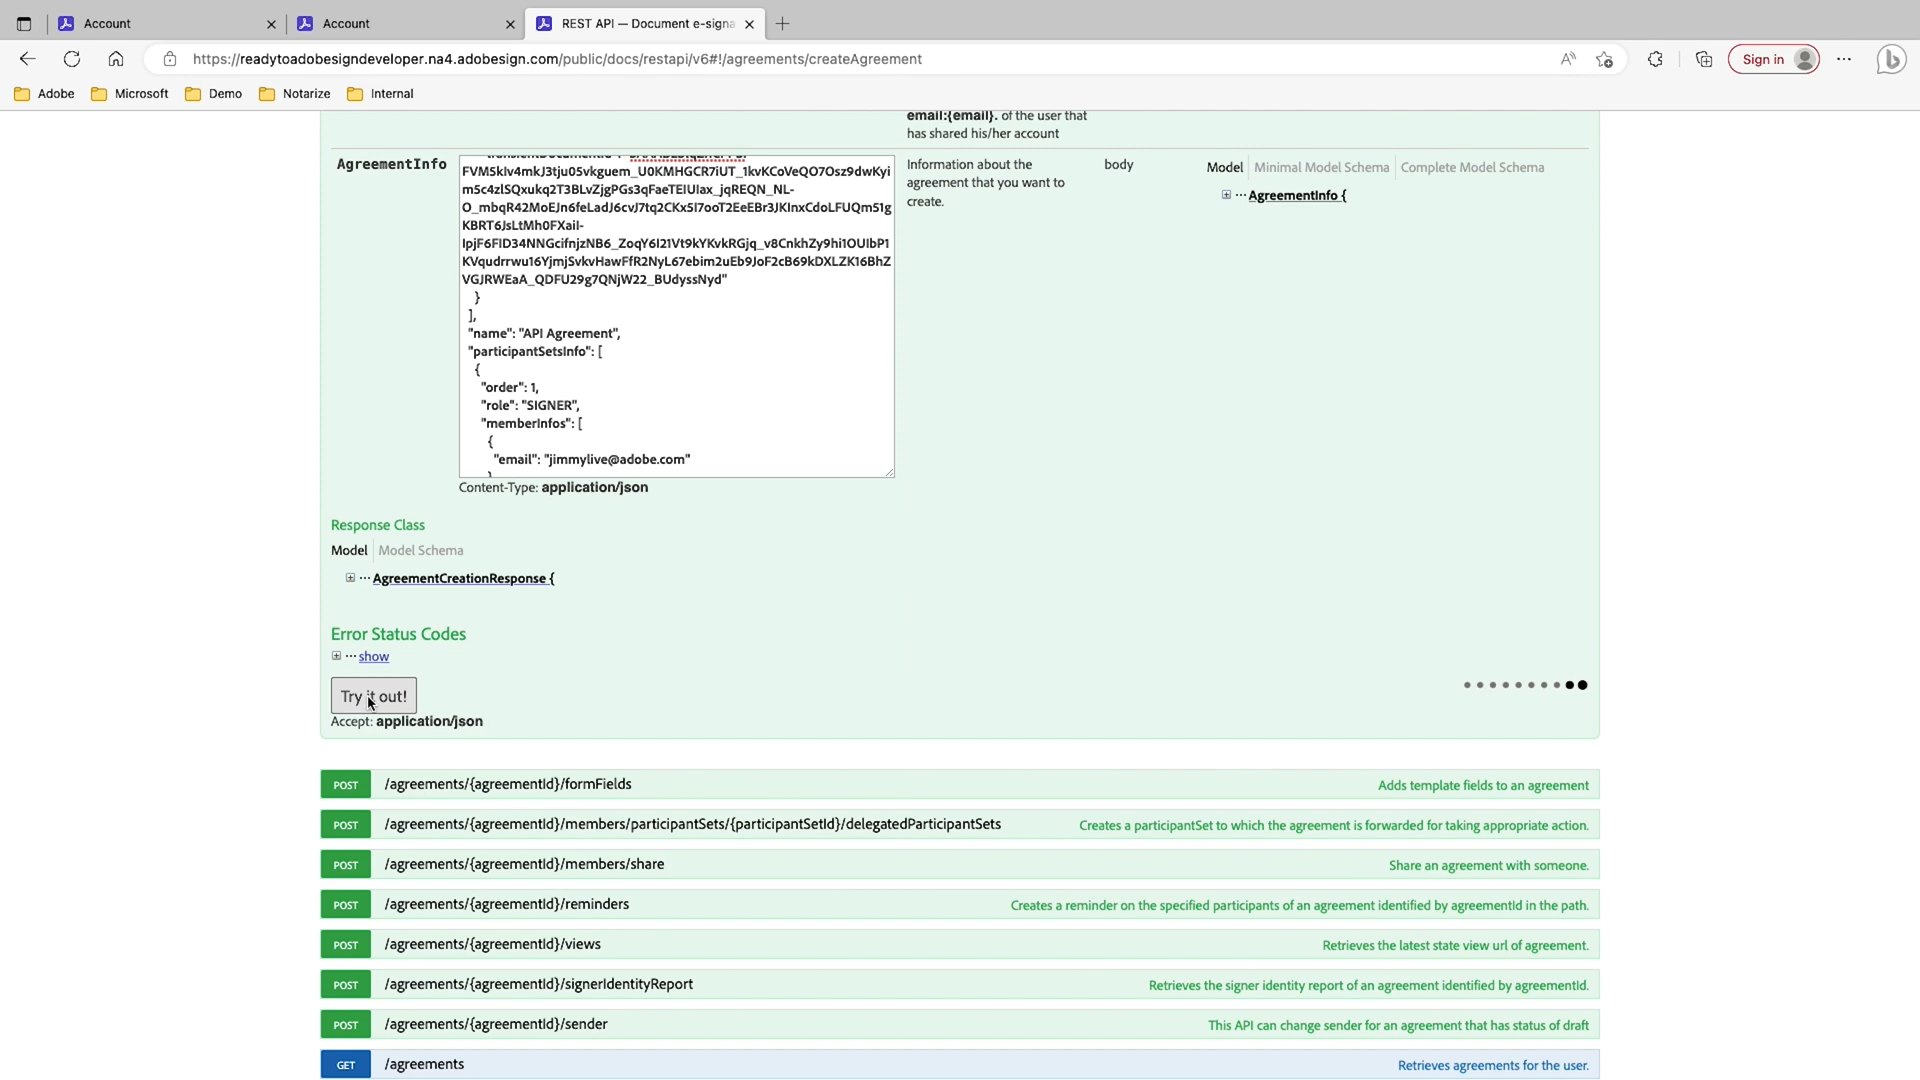 Account
Account
REST API — Document e-signa
https://readytoadobesigndeveloper.na4.adobesign.com/public/docs/restapi/v6#!/agreements/createAgreement
Sign in
Adobe
Microsoft
Demo
Notarize
Internal
email:{email}. of the user that
has shared his/her account
AgreementInfo
FVM5kIv4mkJ3tju05vkguem_U0KMHGCR7iUT_1kvKCoVeQO7Osz9dwKyi
m5c4zlSQxukq2T3BLvZjgPGs3qFaeTEIUIax_jqREQN_NL-
O_mbqR42MoEJn6feLadJ6cvJ7tq2CKx5I7ooT2EeEBr3JKInxCdoLFUQmS1g
KBRT6JsLtMh0FXaiI-
IpjF6FID34NNGcifnjzNB6_ZoqY6I21Vt9kYKvkRGjq_v8CnkhZy9hi1OUIbP1
KVqudrrwu16YjmjSvkvHawFfR2NyL67ebim2uEb9JoF2cB69kDXLZK16BhZ
VGJRWEaA_QDFU29g7QNjW22_BUdyssNyd"
}
],
"name": "API Agreement",
"participantSetsInfo": [
{
"order": 1,
"role": "SIGNER",
"memberInfos": [
{
"email": "jimmylive@adobe.com"
}
Content-Type: application/json
Information about the
agreement that you want to
create.
body
Model
Minimal Model Schema
Complete Model Schema
AgreementInfo {
Response Class
Model
Model Schema
AgreementCreationResponse {
Error Status Codes
show
Try it out!
Accept: application/json
POST /agreements/{agreementId}/formFields Adds template fields to an agreement
POST /agreements/{agreementId}/members/participantSets/{participantSetId}/delegatedParticipantSets Creates a participantSet to which the agreement is forwarded for taking appropriate action.
POST /agreements/{agreementId}/members/share Share an agreement with someone.
POST /agreements/{agreementId}/reminders Creates a reminder on the specified participants of an agreement identified by agreementId in the path.
POST /agreements/{agreementId}/views Retrieves the latest state view url of agreement.
POST /agreements/{agreementId}/signerIdentityReport Retrieves the signer identity report of an agreement identified by agreementId.
POST /agreements/{agreementId}/sender This API can change sender for an agreement that has status of draft
GET /agreements Retrieves agreements for the user.